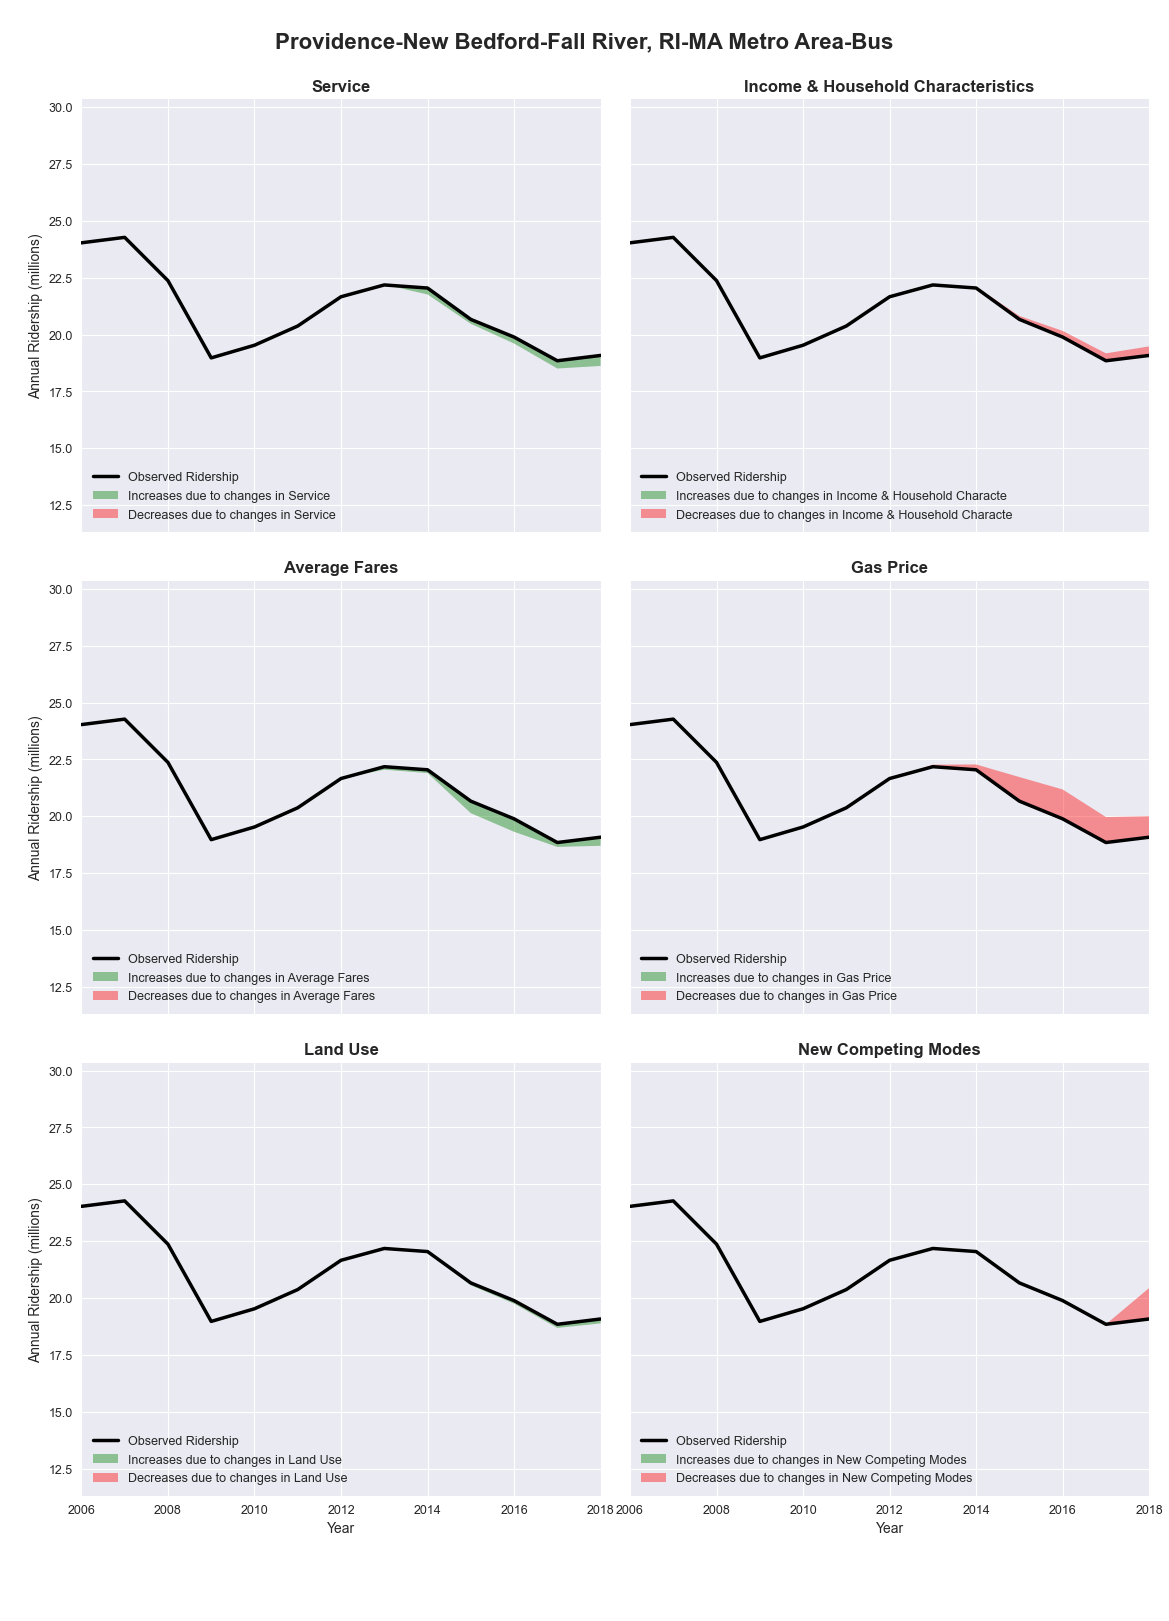 Providence-New Bedford-Fall River, RI-MA Metro Area-Bus
Service
Income & Household Characteristics
30.0
27.5
25.0
22.5
20.0
17.5
15.0
12.5
Annual Ridership (millions)
Observed Ridership
Increases due to changes in Service
Decreases due to changes in Service
Observed Ridership
Increases due to changes in Income & Household Characte
Decreases due to changes in Income & Household Characte
Average Fares
Gas Price
30.0
27.5
25.0
22.5
20.0
17.5
15.0
12.5
Annual Ridership (millions)
Observed Ridership
Increases due to changes in Average Fares
Decreases due to changes in Average Fares
Observed Ridership
Increases due to changes in Gas Price
Decreases due to changes in Gas Price
Land Use
New Competing Modes
30.0
27.5
25.0
22.5
20.0
17.5
15.0
12.5
Annual Ridership (millions)
Observed Ridership
Increases due to changes in Land Use
Decreases due to changes in Land Use
Observed Ridership
Increases due to changes in New Competing Modes
Decreases due to changes in New Competing Modes
2006 2008 2010 2012 2014 2016 2018
2006 2008 2010 2012 2014 2016 2018
Year
Year